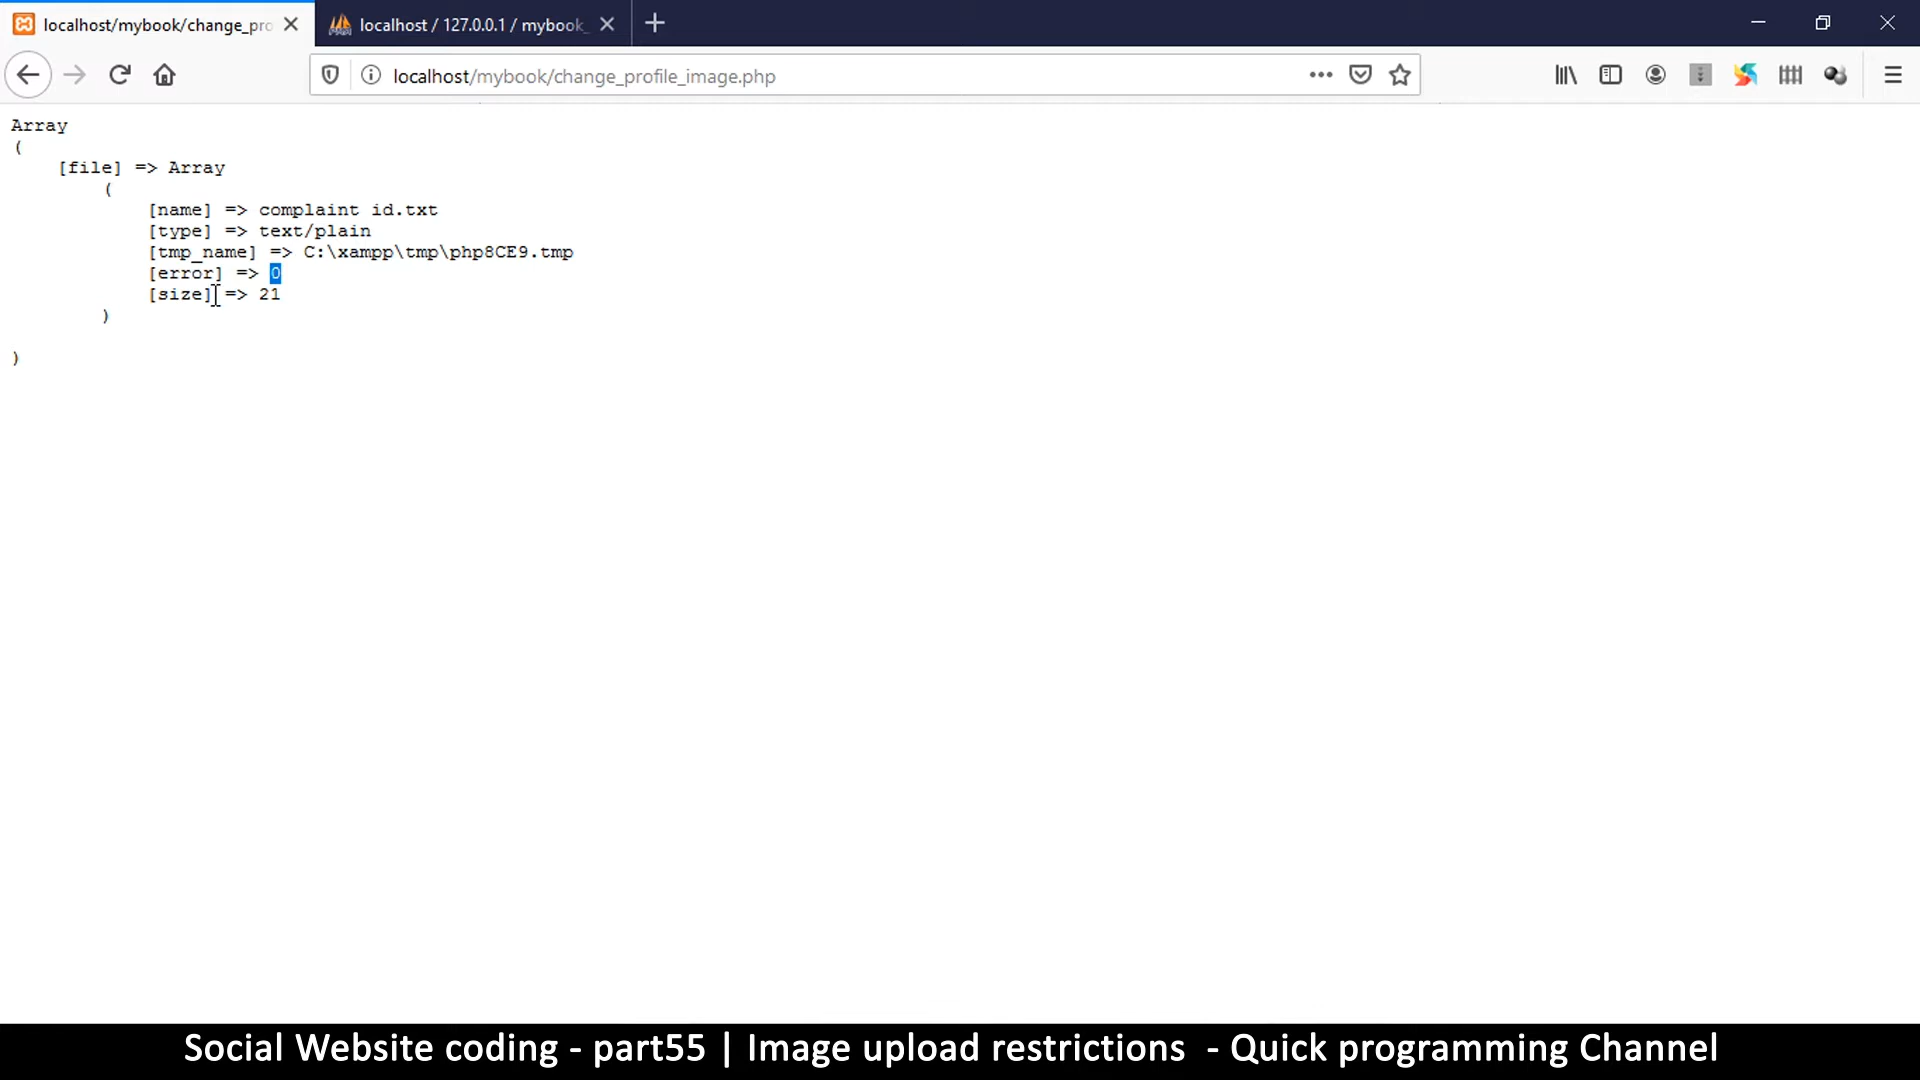 localhost/mybook/change_pro
localhost / 127.0.0.1 / mybook_
localhost/mybook/change_profile_image.php
Array
(
[file] => Array
(
[name] => complaint id.txt
[type] => text/plain
[tmp_name] => C:\xampp\tmp\php8CE9.tmp
[error] => 0
[size] => 21
)
)
Social Website coding - part55 | Image upload restrictions - Quick programming Channel